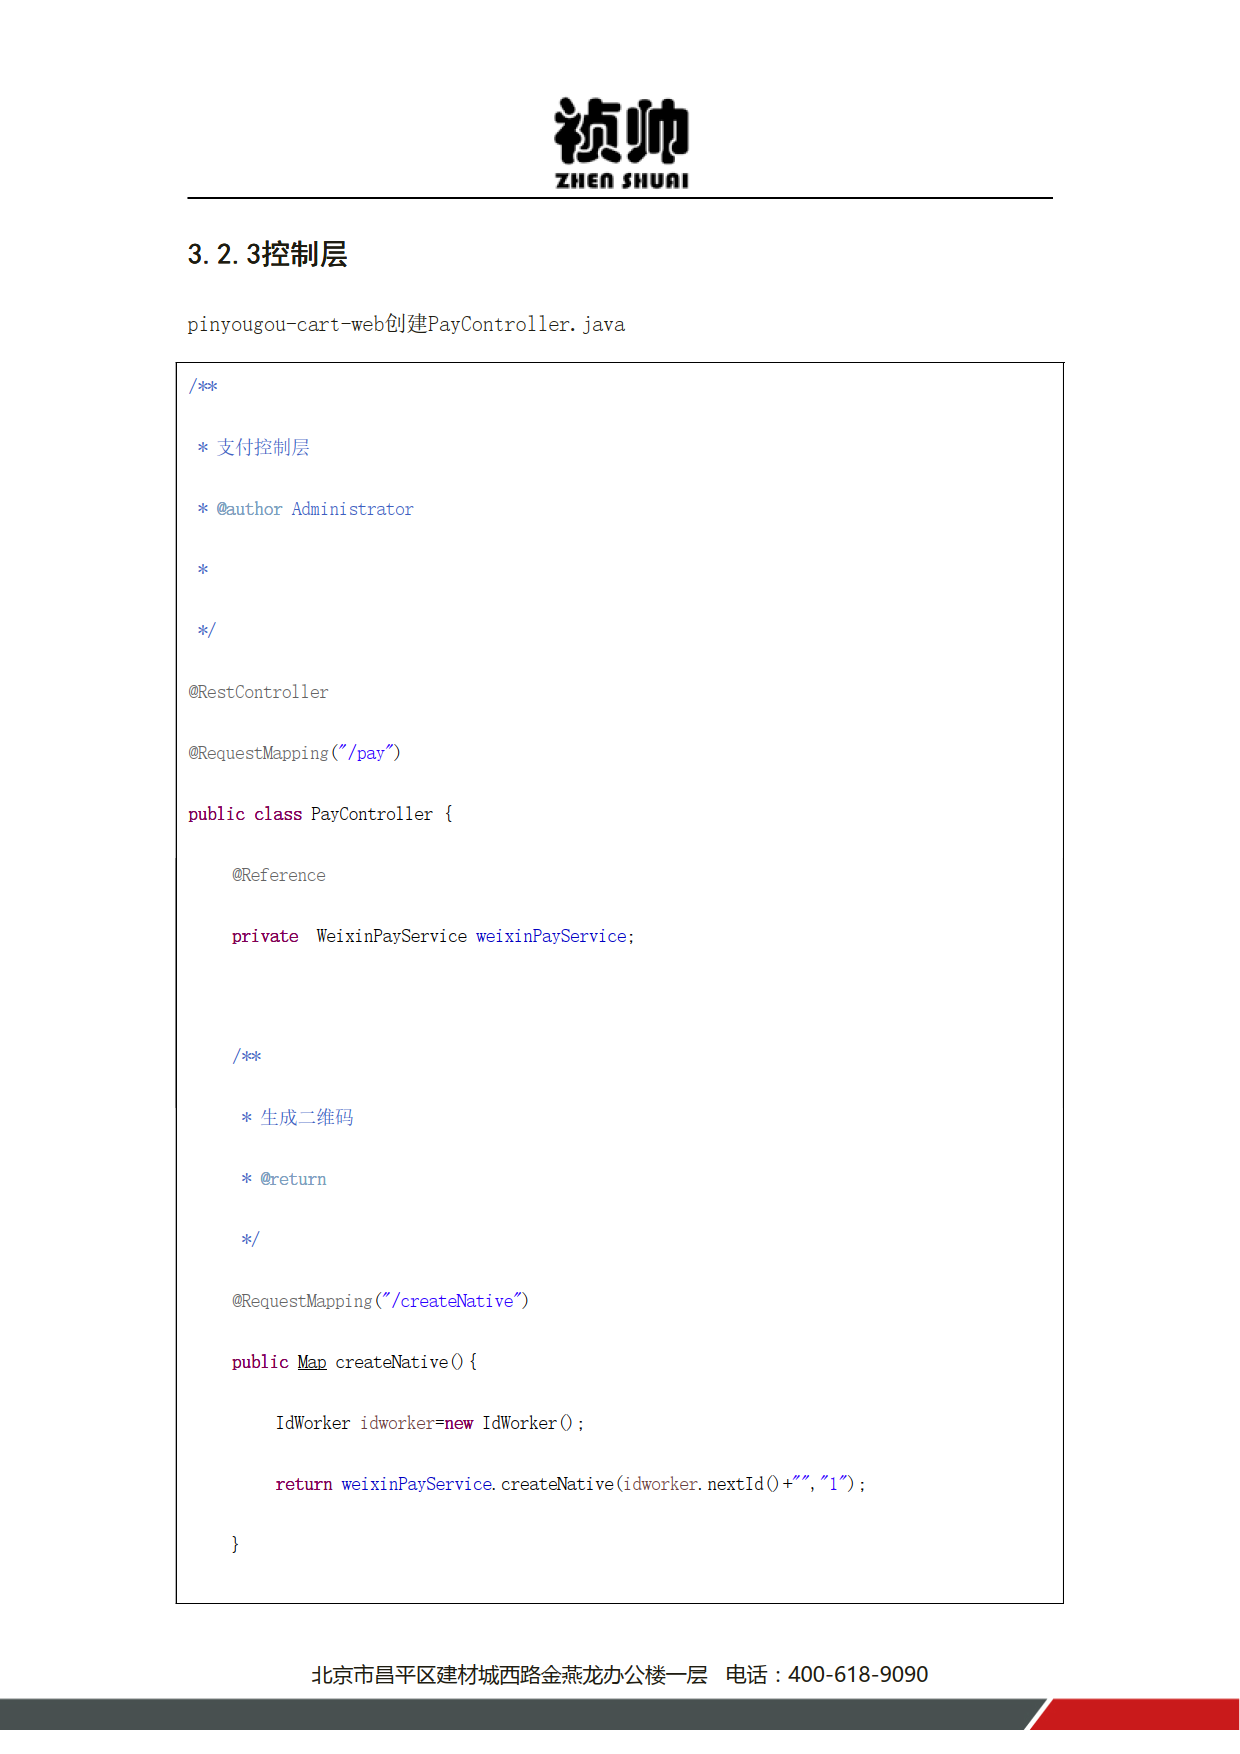 祯帅
ZHEN SHUAI
3.2.3控制层
pinyougou-cart-web创建PayController.java
/**
 * 支付控制层
 * @author Administrator
 *
 */
@RestController
@RequestMapping("/pay")
public class PayController {
    @Reference
    private  WeixinPayService weixinPayService;
    /**
     * 生成二维码
     * @return
     */
    @RequestMapping("/createNative")
    public Map createNative(){
        IdWorker idworker=new IdWorker();
        return weixinPayService.createNative(idworker.nextId()+"","1");
    }
北京市昌平区建材城西路金燕龙办公楼一层   电话：400-618-9090